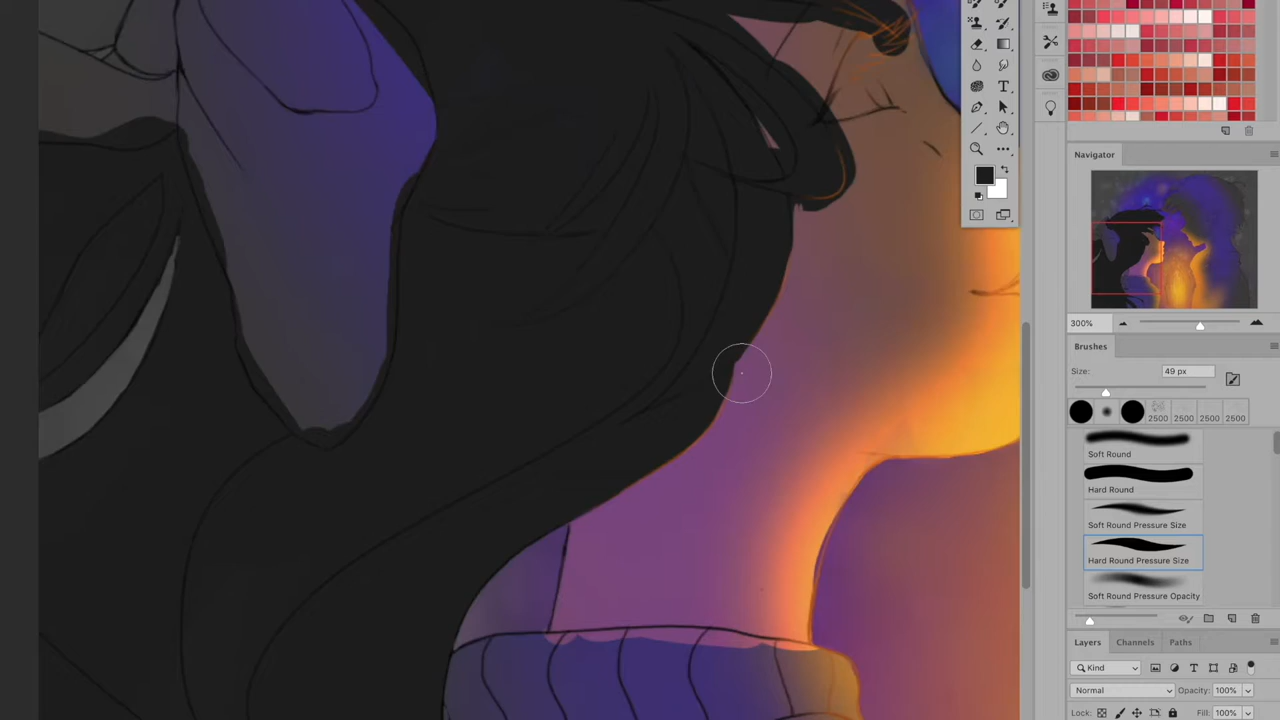 Navigator
300%
Brushes
Size:
49 px
2500
2500
2500
2500
Soft Round
Hard Round
Soft Round Pressure Size
Hard Round Pressure Size
Soft Round Pressure Opacity
Layers
Channels
Paths
Kind
Normal
Opacity:
100%
Lock:
Fill:
100%